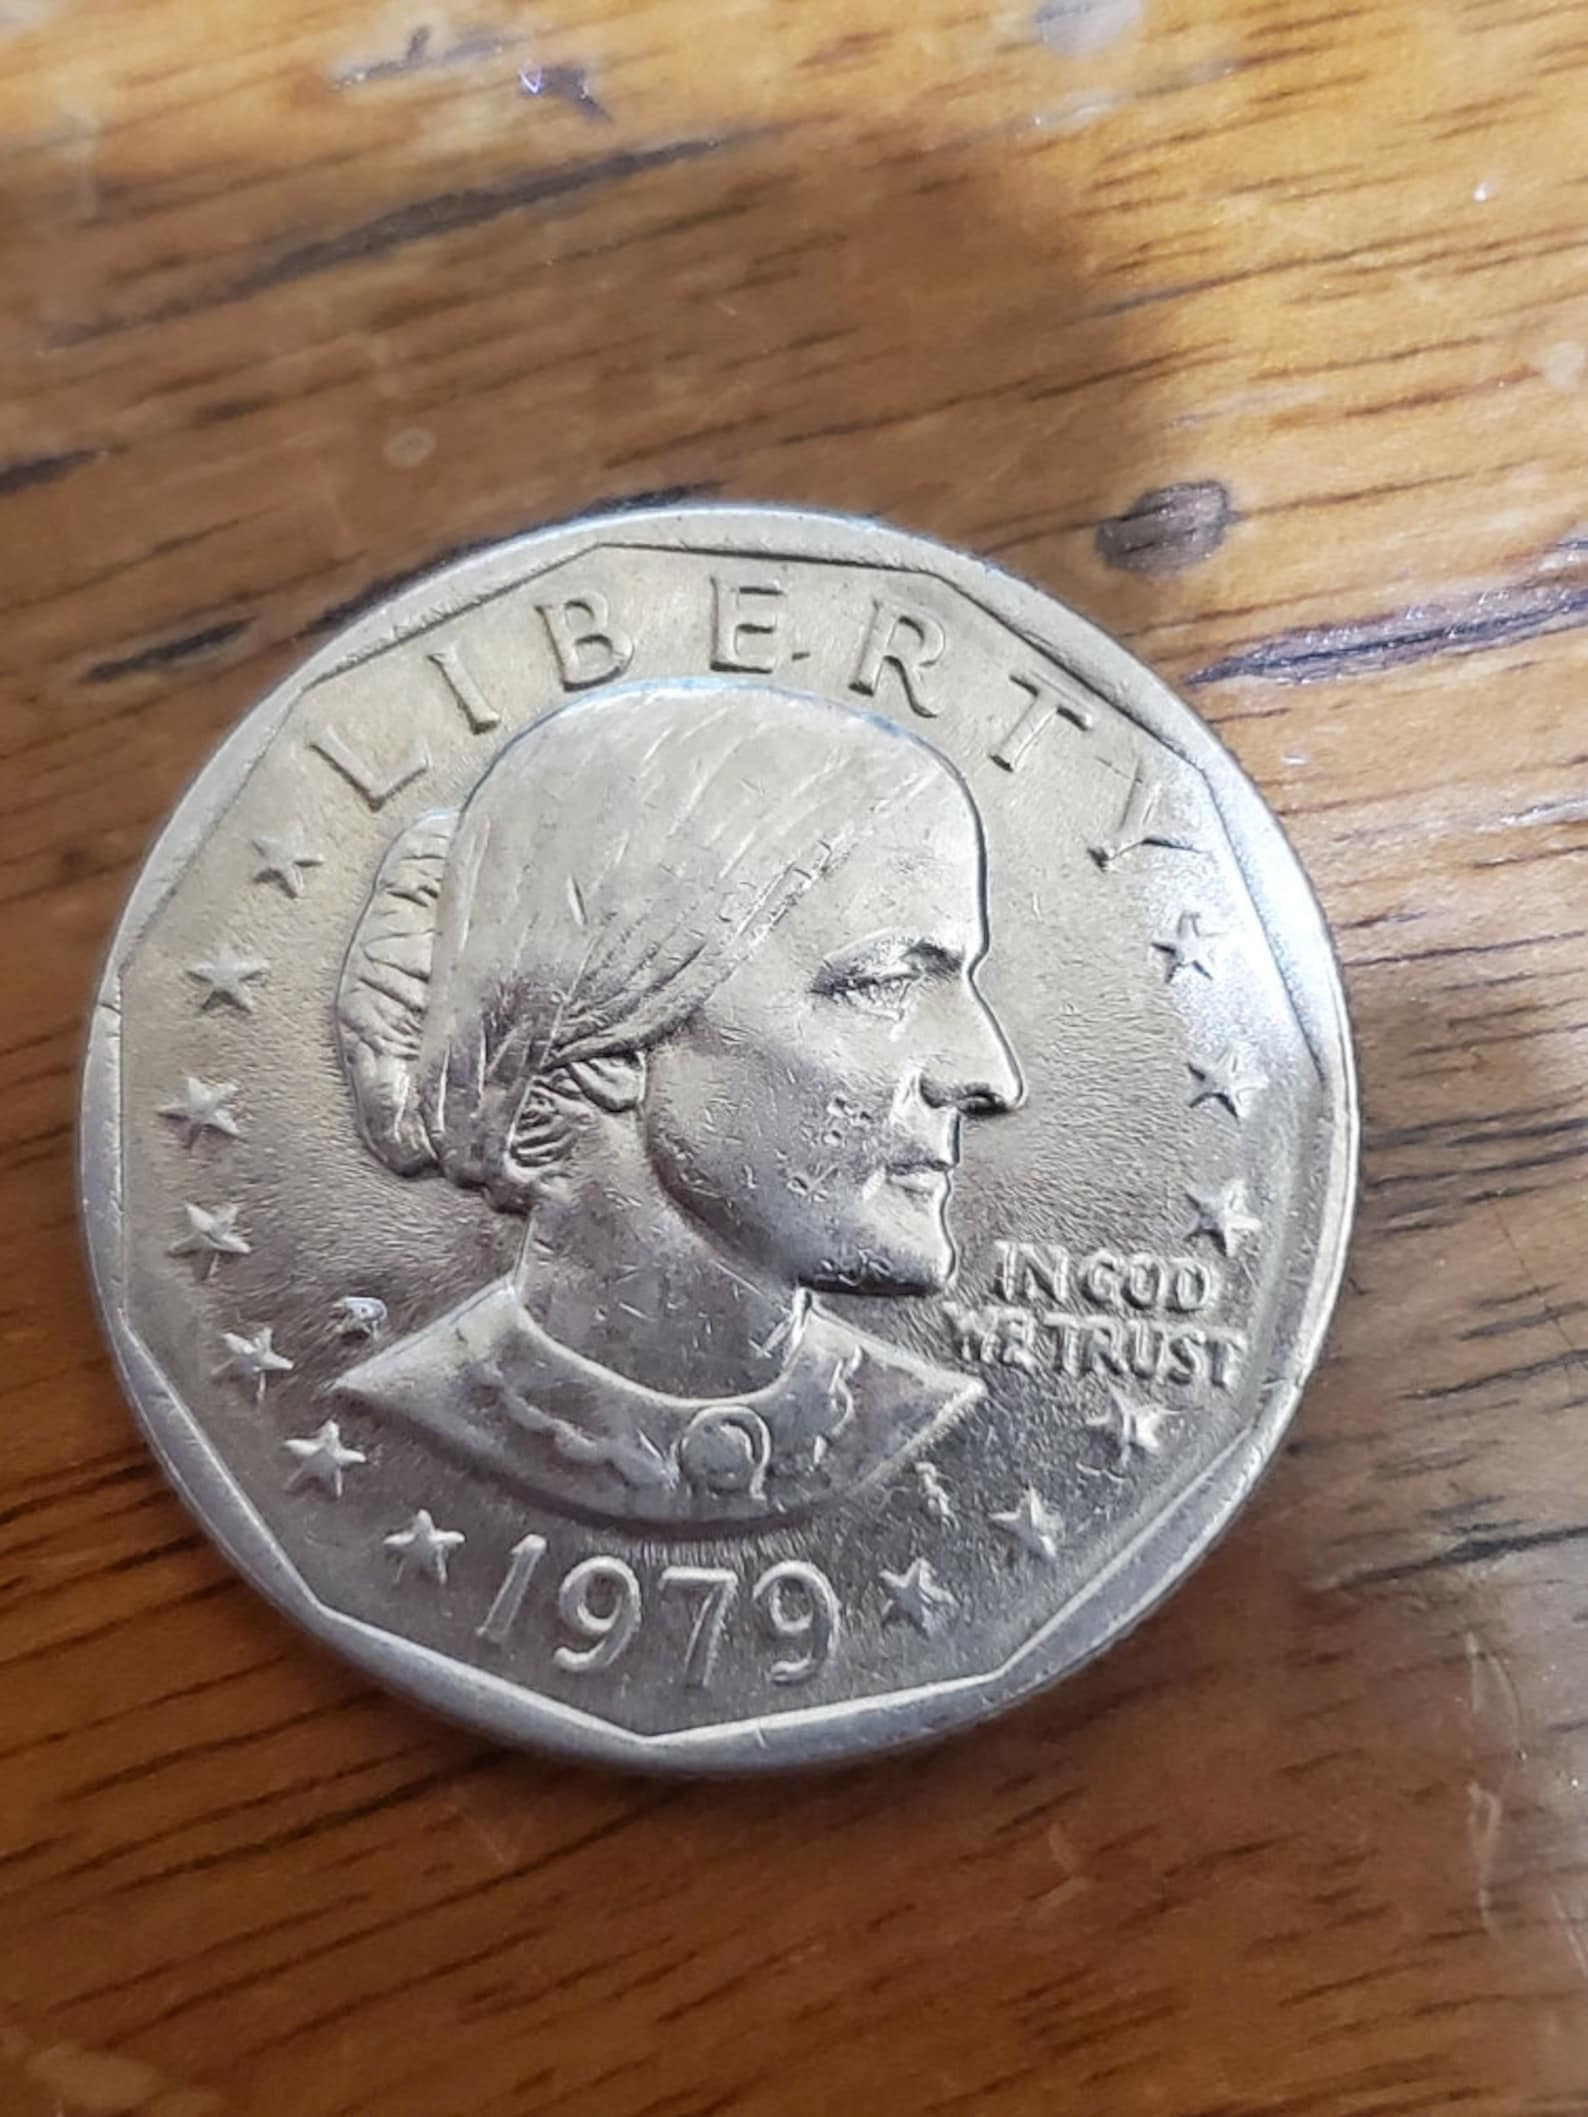 LIBERTY
IN GOD
WE TRUST
1979